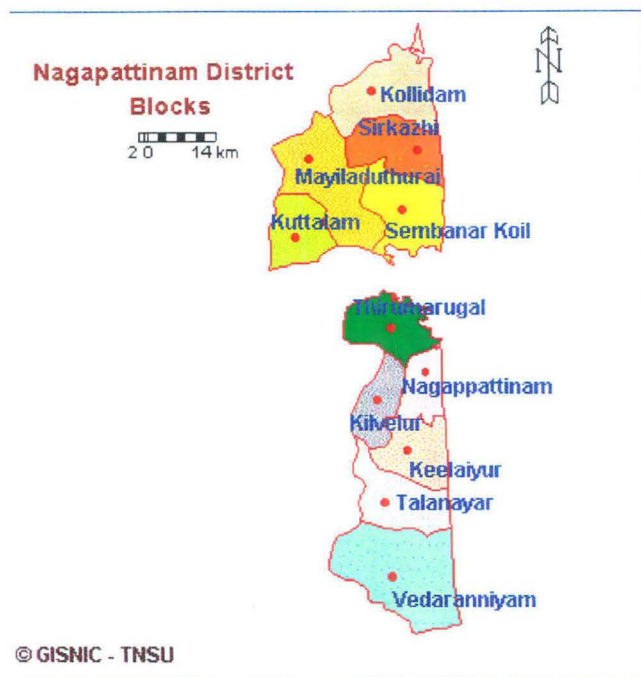 Nagapattinam District
Blocks
2 0 14 km
N
Kollidam
Sirkazhi
Mayiladuthurai
Kuttalam
Sembanar Koil
Thirumarugal
Nagappattinam
Kilvelur
Keelaiyur
Talanayar
Vedaranniyam
© GISNIC - TNSU